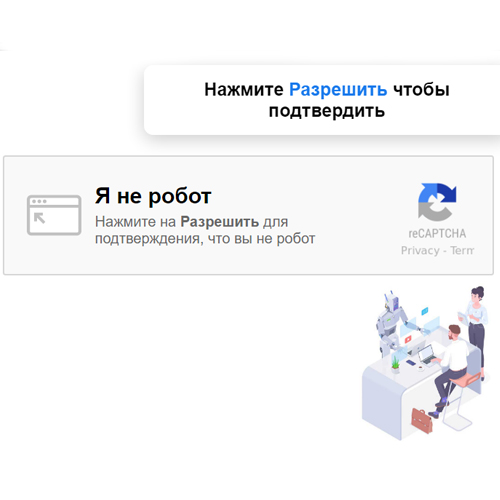 Нажмите Разрешить чтобы
подтвердить
Я не робот
Нажмите на Разрешить для
подтверждения, что вы не робот
reCAPTCHA
Privacy - Term